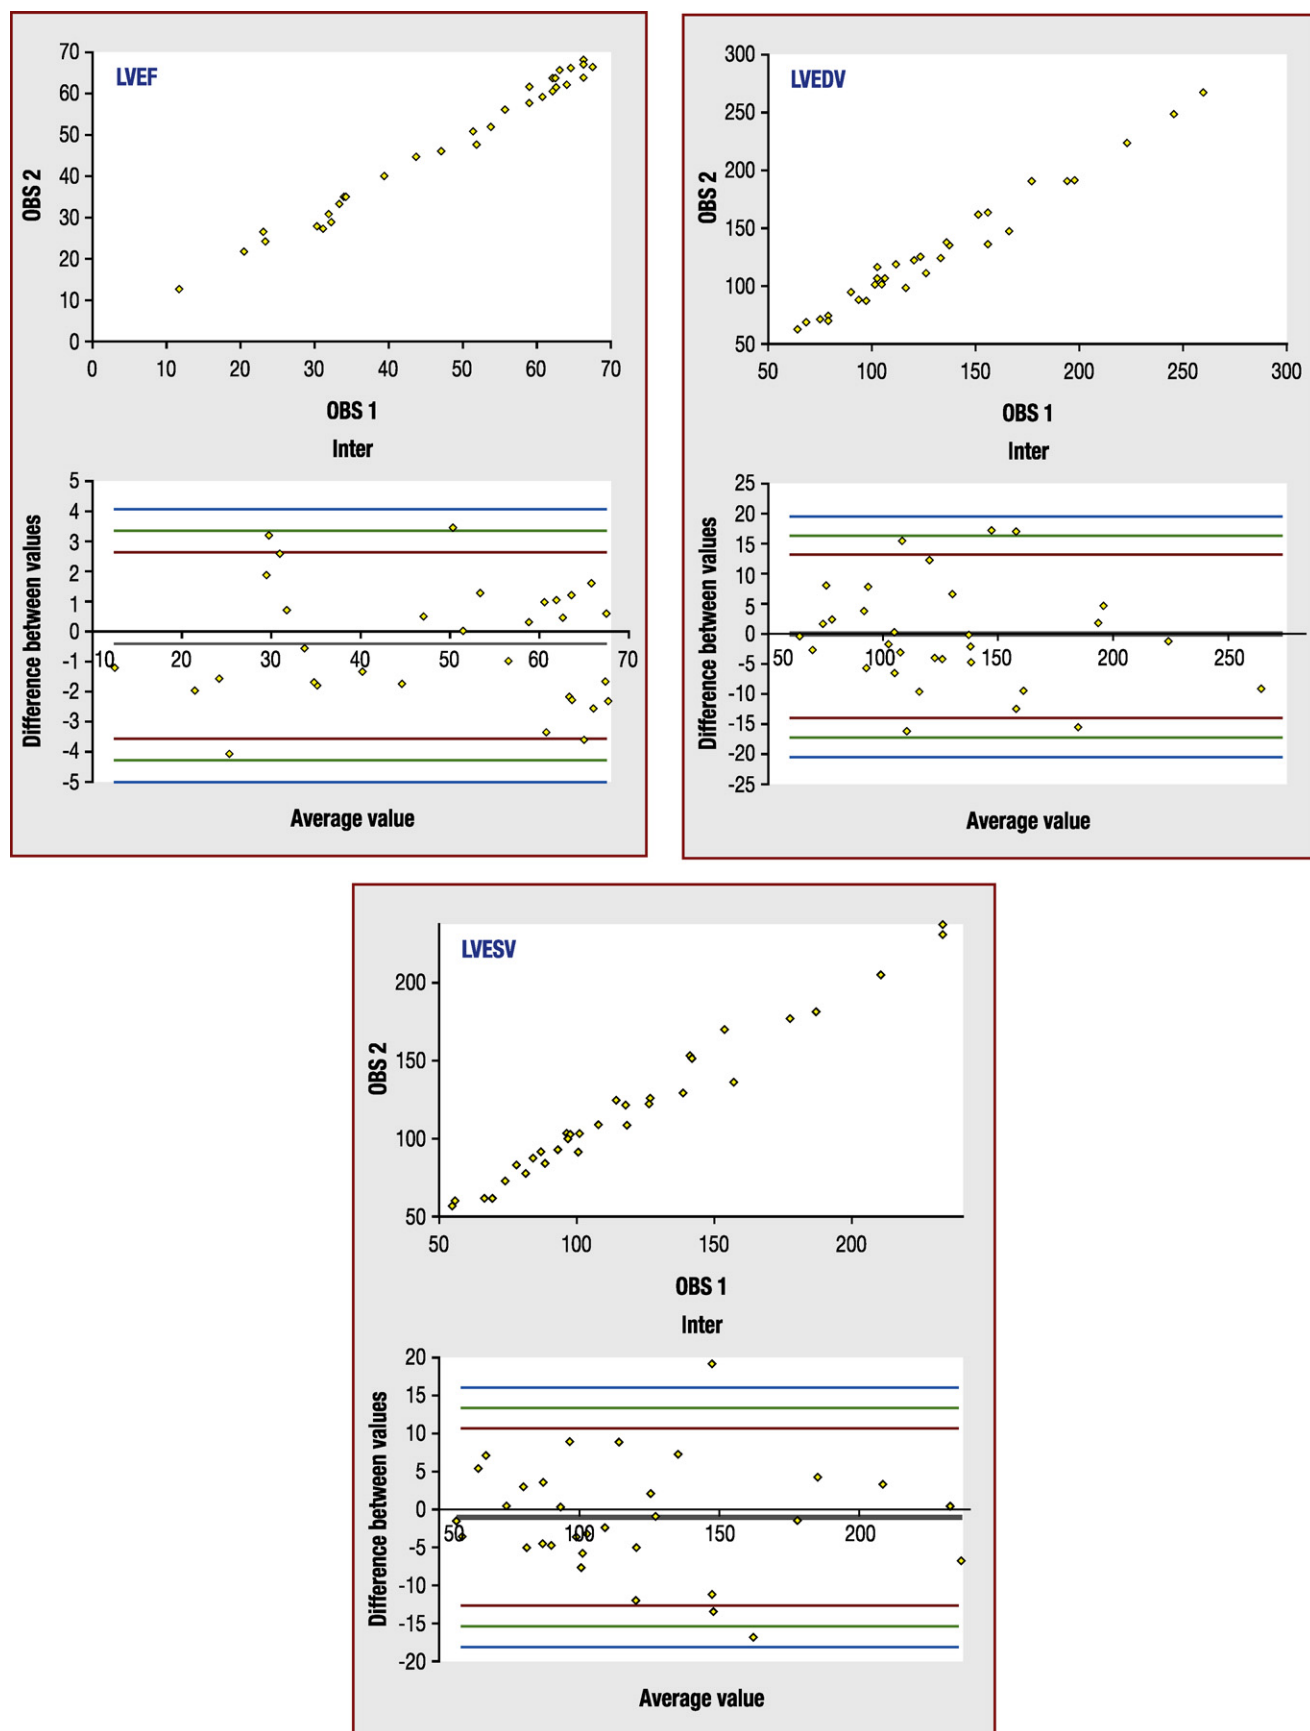 LVEF
OBS 2
70
60
50
40
30
20
10
0
0 10 20 30 40 50 60 70
OBS 1
Inter
Difference between values
5
4
3
2
1
0
-1
-2
-3
-4
-5
10 20 30 40 50 60 70
Average value
LVEDV
OBS 2
300
250
200
150
100
50
50 100 150 200 250 300
OBS 1
Inter
Difference between values
25
20
15
10
5
0
-5
-10
-15
-20
-25
50 100 150 200 250
Average value
LVESV
OBS 2
200
150
100
50
50 100 150 200
OBS 1
Inter
Difference between values
20
15
10
5
0
-5
-10
-15
-20
50 100 150 200
Average value